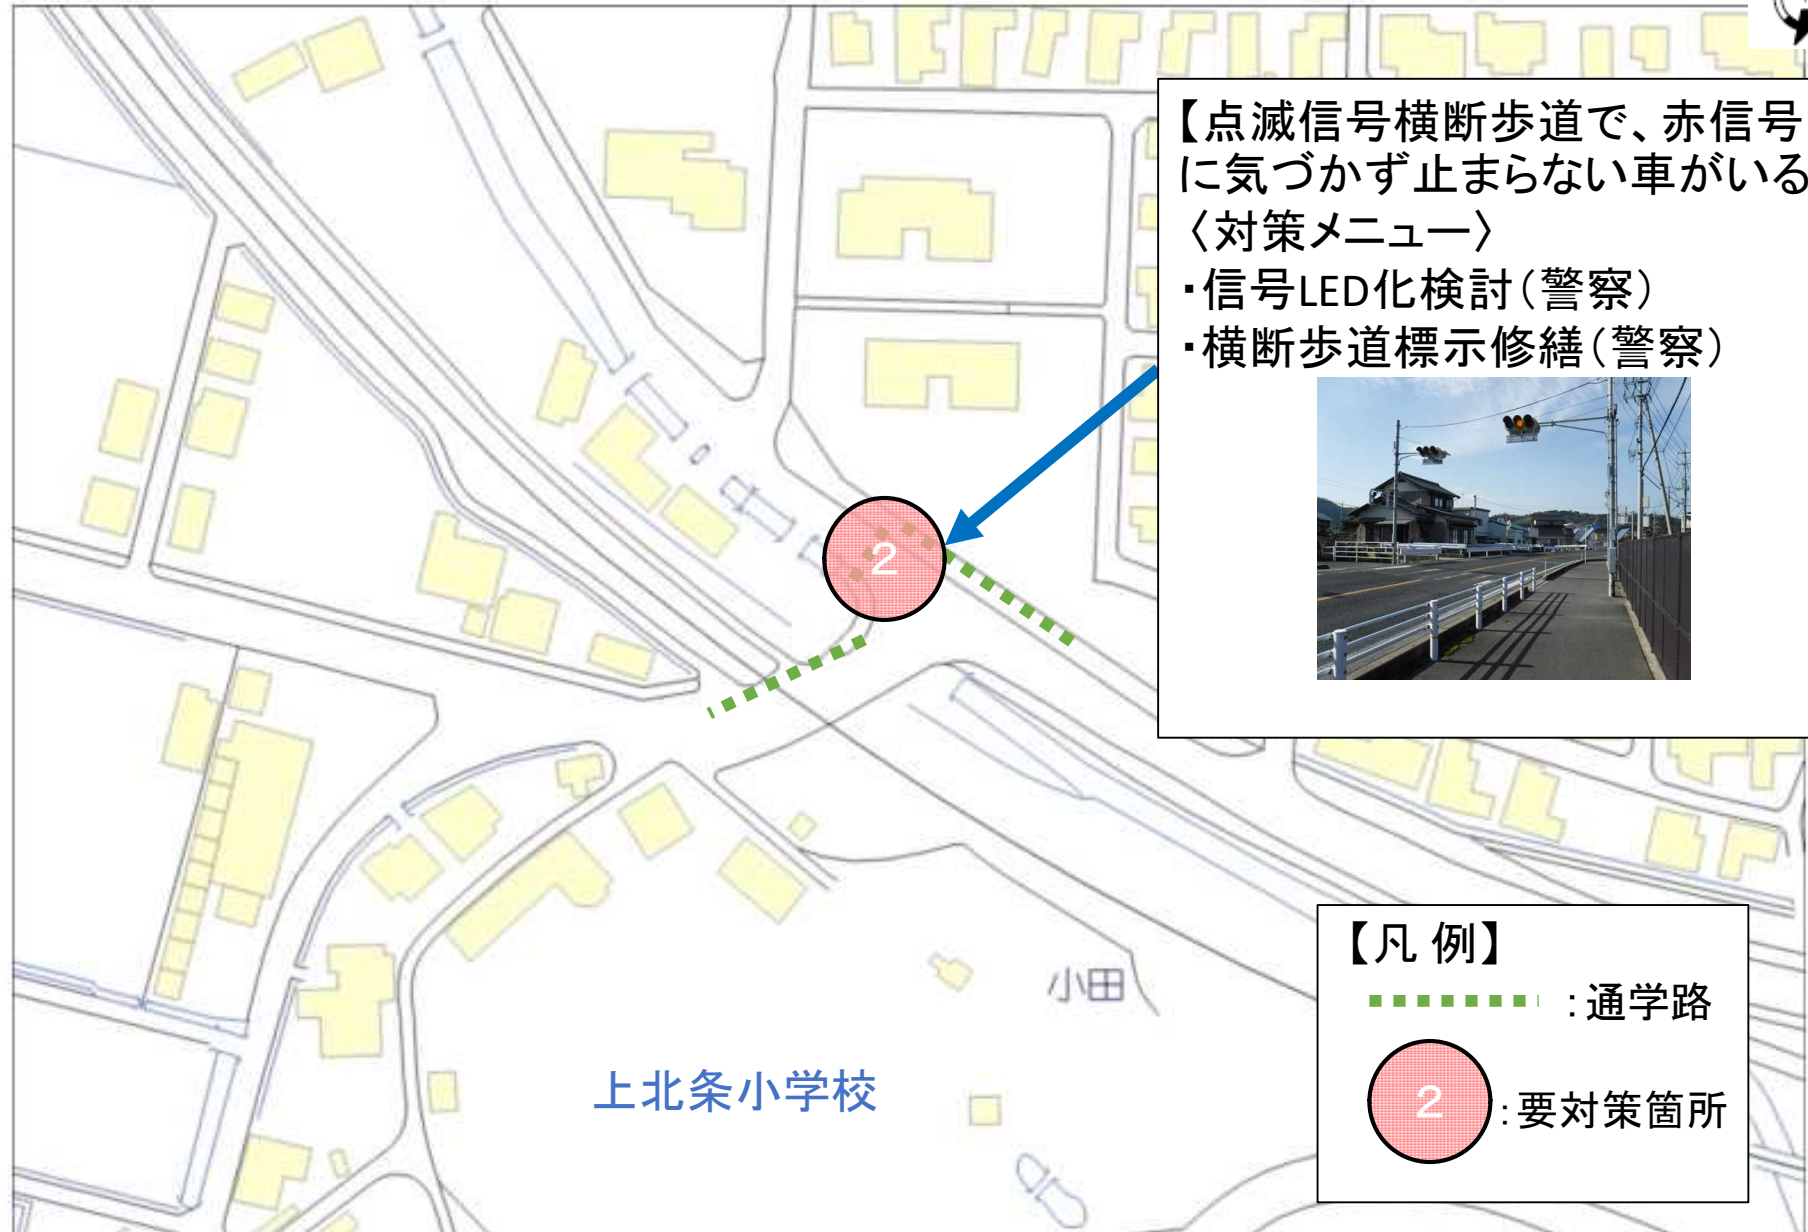 【点滅信号横断歩道で、赤信号
に気づかず止まらない車がいる
〈対策メニュー〉
・信号LED化検討（警察）
・横断歩道標示修繕（警察）
2
小田
上北条小学校
【凡 例】
：通学路
2
：要対策箇所